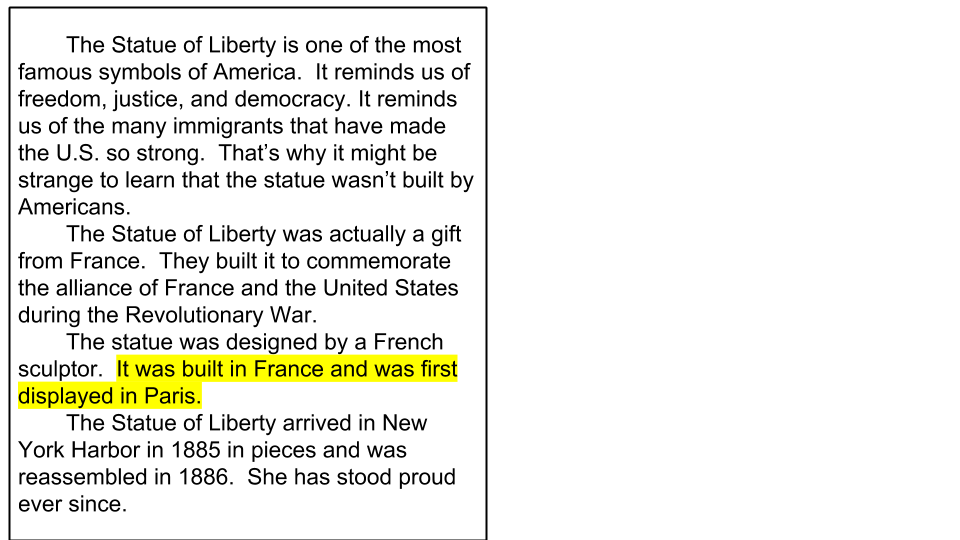 The Statue of Liberty is one of the most
famous symbols of America.  It reminds us of
freedom, justice, and democracy. It reminds
us of the many immigrants that have made
the U.S. so strong.  That’s why it might be
strange to learn that the statue wasn’t built by
Americans.
The Statue of Liberty was actually a gift
from France.  They built it to commemorate
the alliance of France and the United States
during the Revolutionary War.
The statue was designed by a French
sculptor.  It was built in France and was first
displayed in Paris.
The Statue of Liberty arrived in New
York Harbor in 1885 in pieces and was
reassembled in 1886.  She has stood proud
ever since.